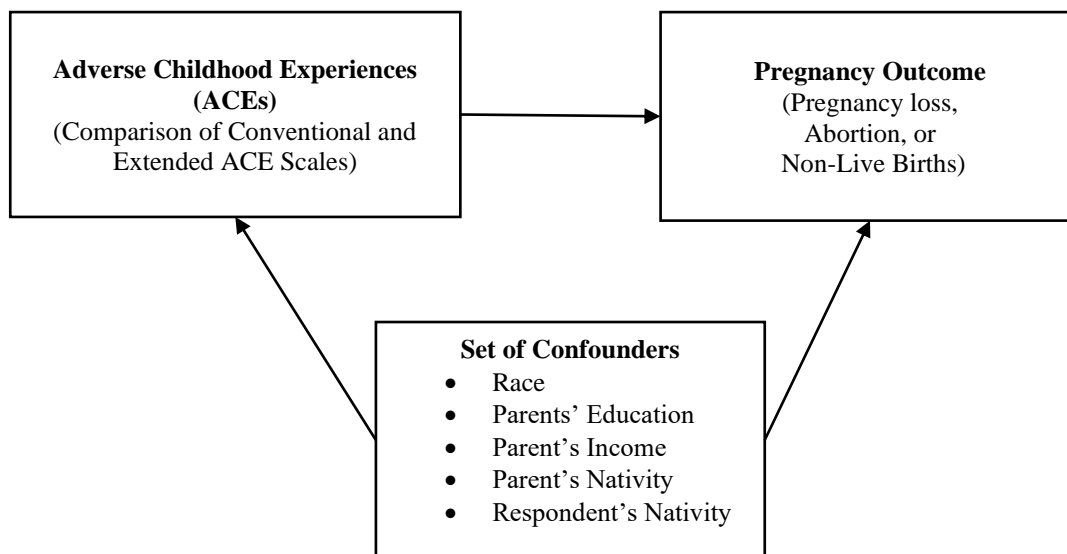 Adverse Childhood Experiences
(ACEs)
(Comparison of Conventional and
Extended ACE Scales)
Pregnancy Outcome
(Pregnancy loss,
Abortion, or
Non-Live Births)
Set of Confounders
• Race
• Parents’ Education
• Parent’s Income
• Parent’s Nativity
• Respondent’s Nativity